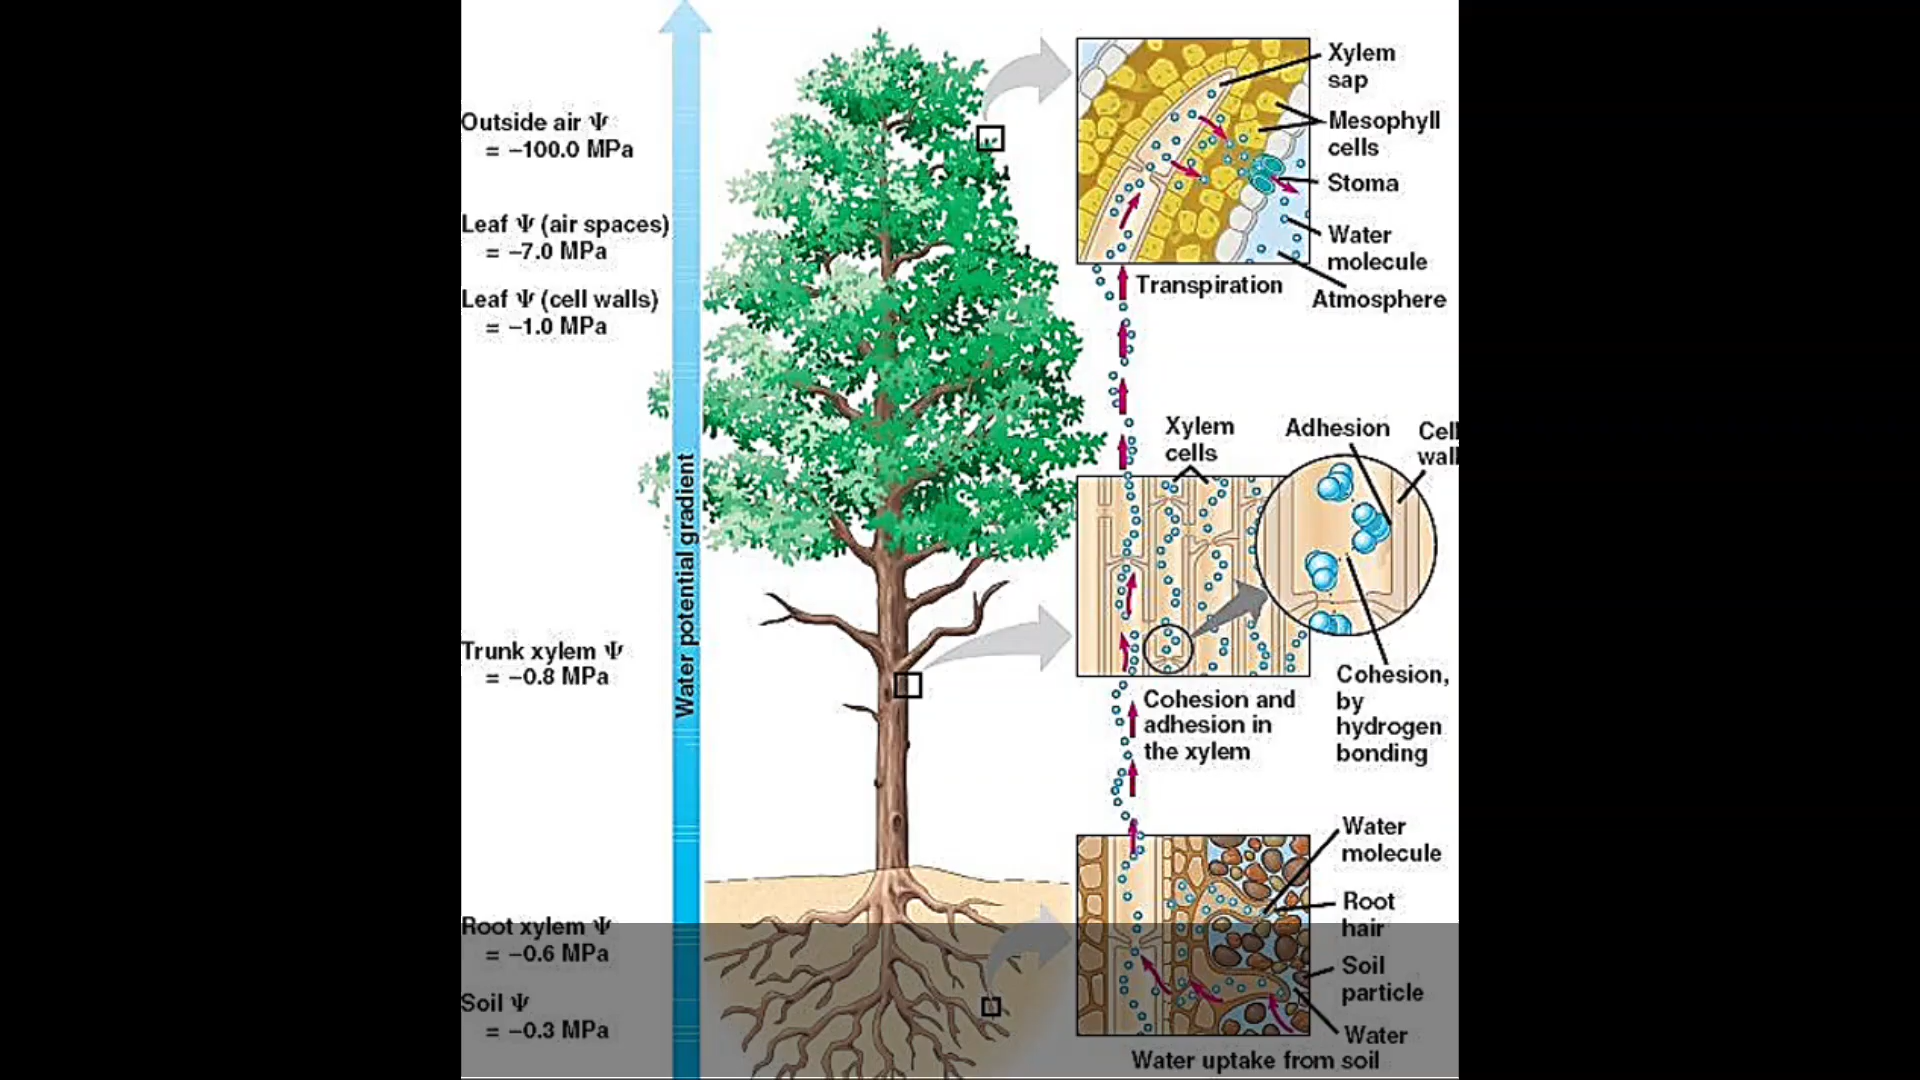 Outside air Ψ
= –100.0 MPa
Leaf Ψ (air spaces)
= –7.0 MPa
Leaf Ψ (cell walls)
= –1.0 MPa
Trunk xylem Ψ
= –0.8 MPa
Root xylem Ψ
= –0.6 MPa
Soil Ψ
= –0.3 MPa
Water potential gradient
Xylem
sap
Mesophyll
cells
Stoma
Water
molecule
Atmosphere
Transpiration
Xylem
cells
Adhesion
Cell
wall
Cohesion,
by
hydrogen
bonding
Cohesion and
adhesion in
the xylem
Water
molecule
Root
hair
Soil
particle
Water
Water uptake from soil